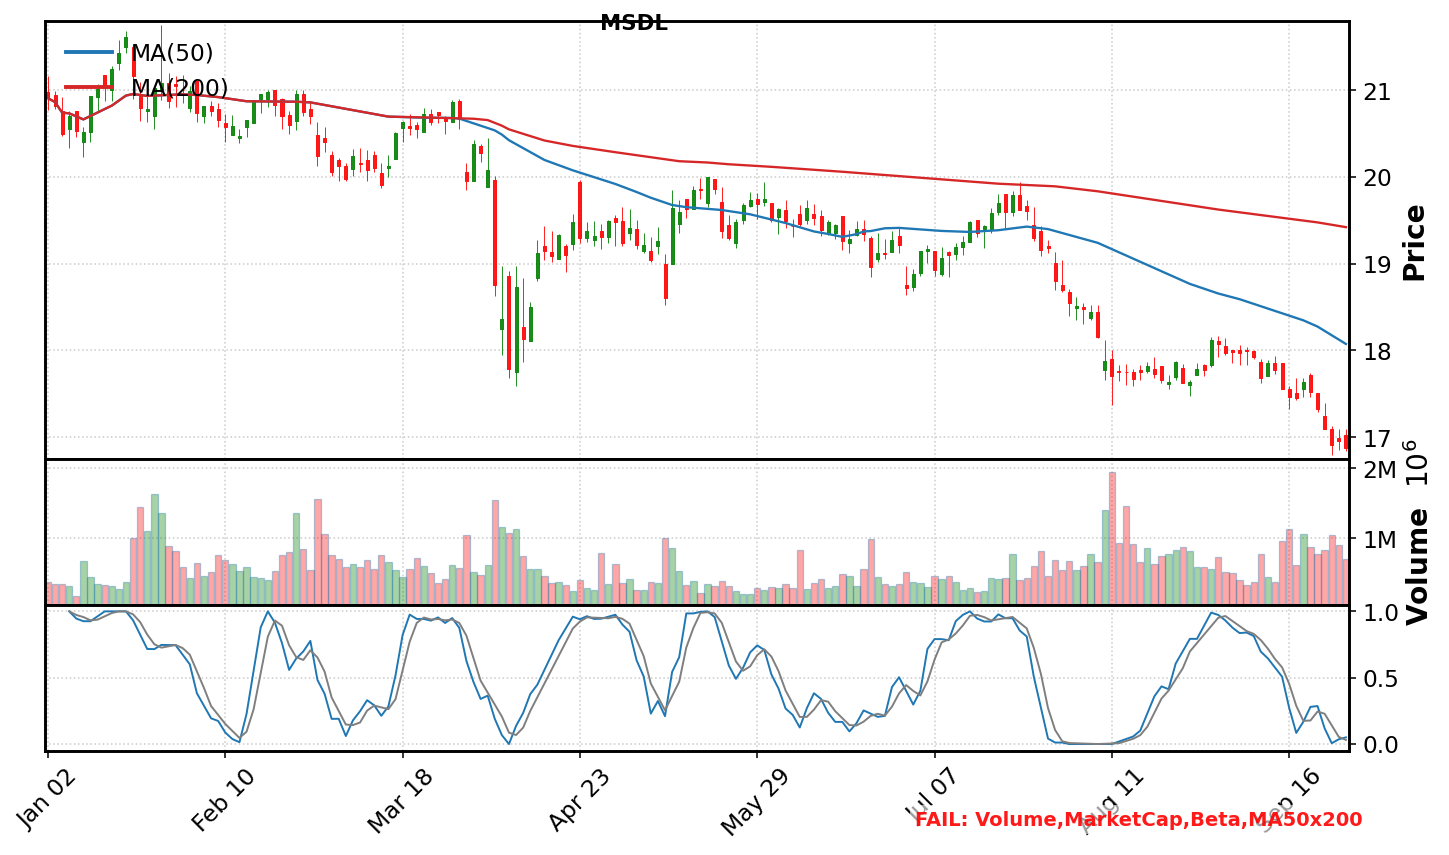 MSDL
MA(50)
MA(200)
21
20
19
18
17
Price
2M
1M
Volume 10⁶
1.0
0.5
0.0
Jan 02
Feb 10
Mar 18
Apr 23
May 29
Jul 07
Aug 11
Sep 16
FAIL: Volume,MarketCap,Beta,MA50x200